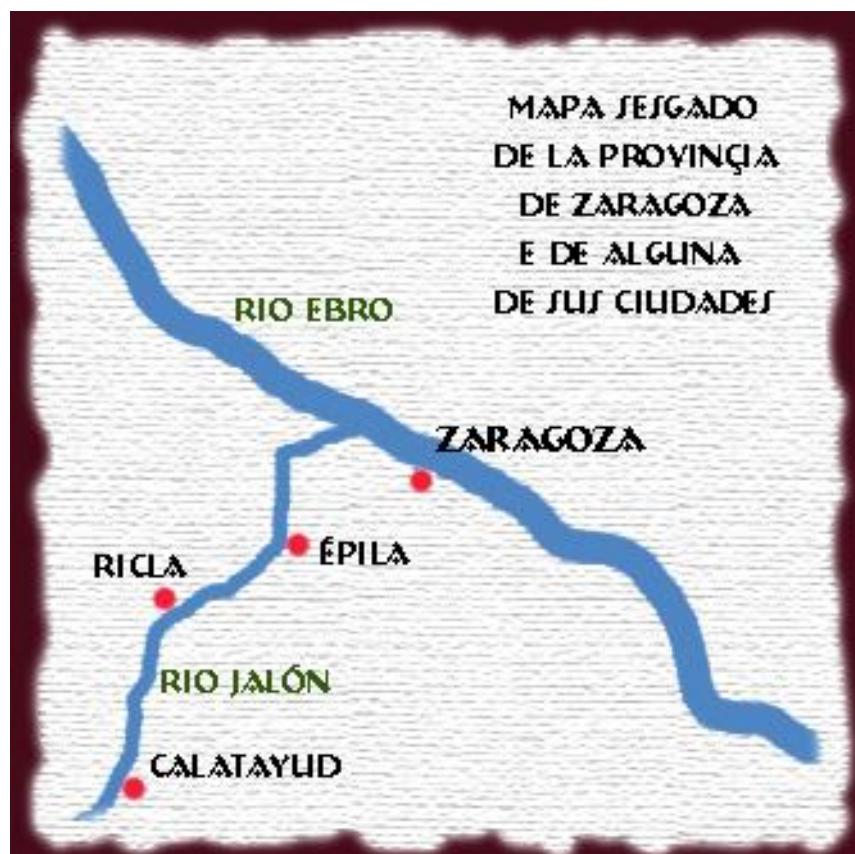 MAPA SESGADO
DE LA PROVINÇIA
DE ZARAGOZA
E DE ALGUNA
DE SUS CIUDADES
RIO EBRO
ZARAGOZA
ÉPILA
RICLA
RIO JALÓN
CALATAYUD